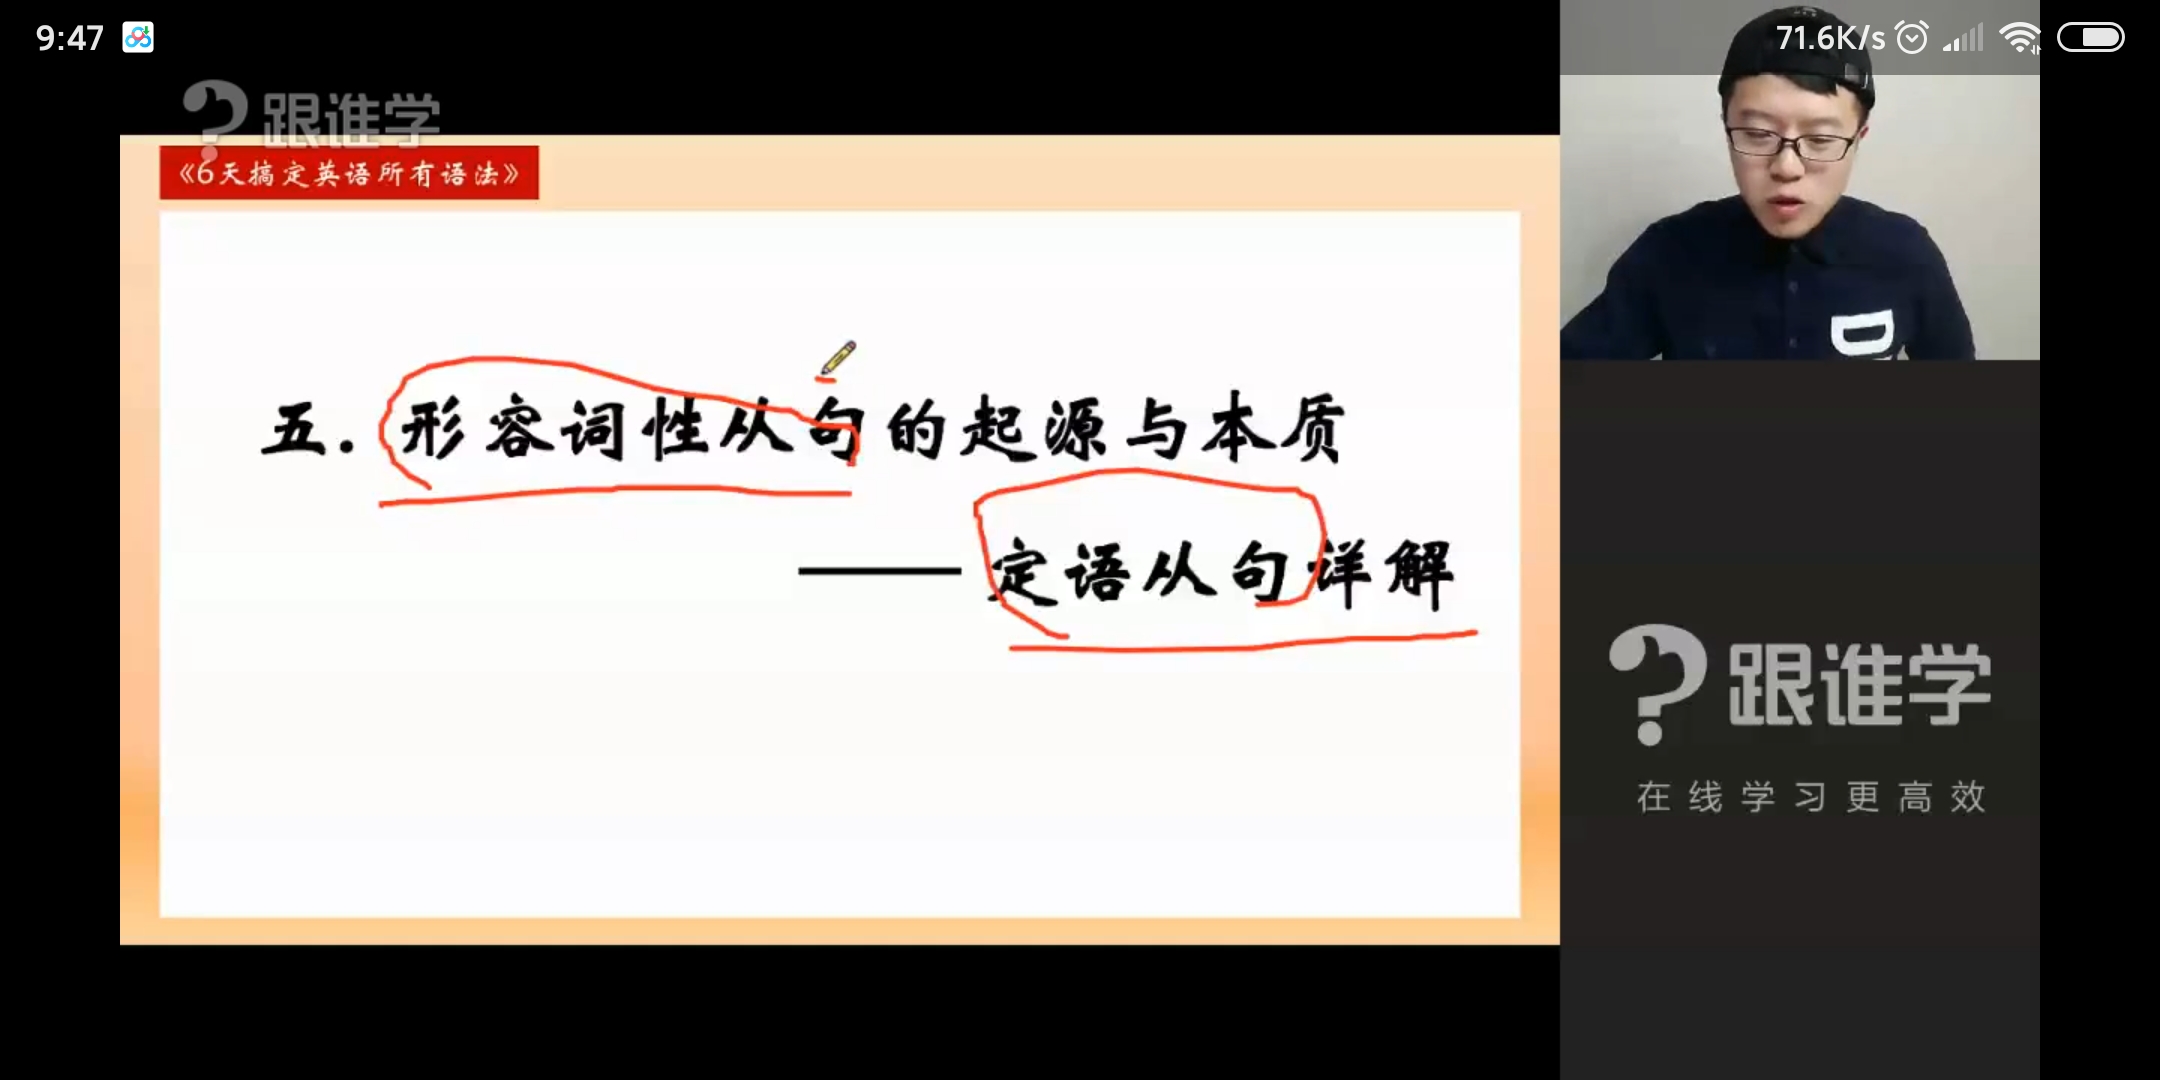 9:47
71.6K/s
跟谁学
《6天搞定英语所有语法》
五.形容词性从句的起源与本质
——定语从句详解
跟谁学
在线学习更高效